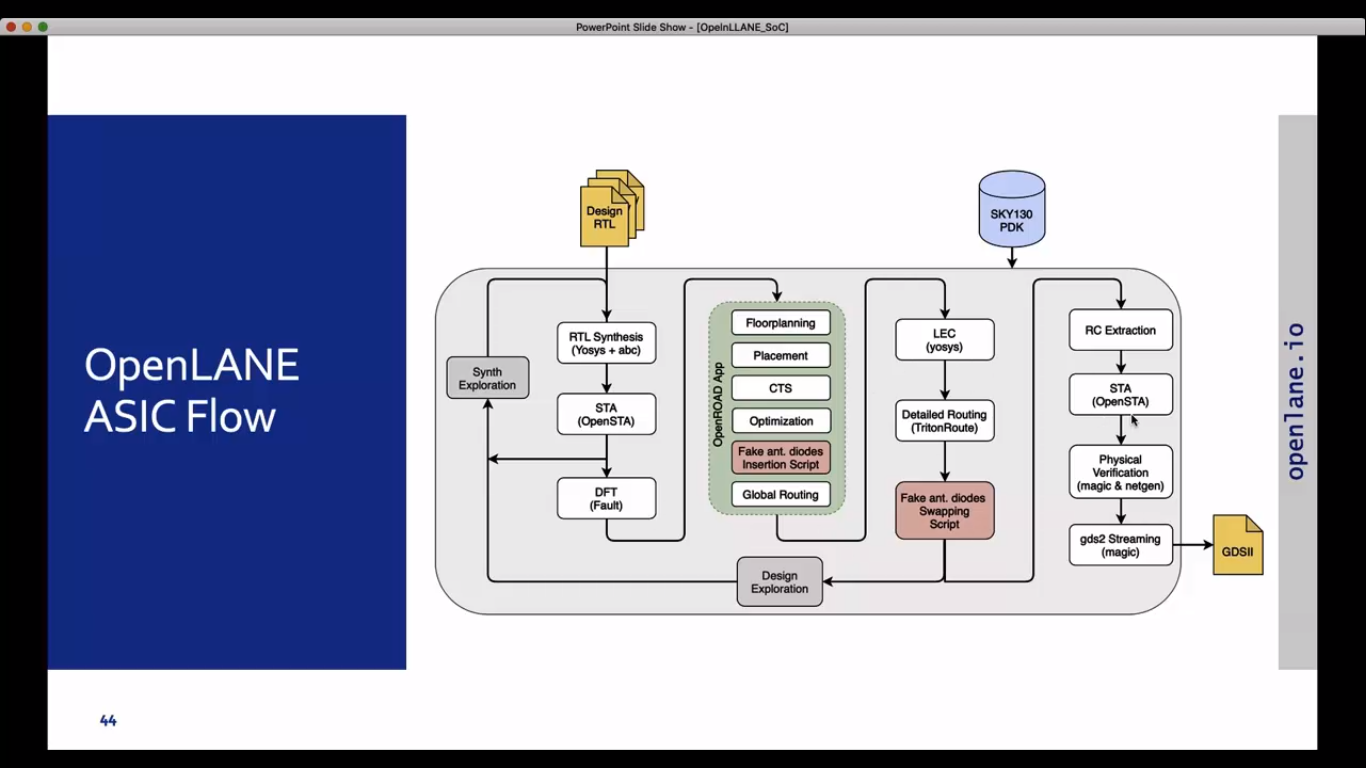 PowerPoint Slide Show - [OpeInLLANE_SoC]
OpenLANE
ASIC Flow
Design
RTL
SKY130
PDK
Synth
Exploration
RTL Synthesis
(Yosys + abc)
STA
(OpenSTA)
DFT
(Fault)
OpenROAD App
Floorplanning
Placement
CTS
Optimization
Fake ant. diodes
Insertion Script
Global Routing
Design
Exploration
LEC
(yosys)
Detailed Routing
(TritonRoute)
Fake ant. diodes
Swapping
Script
RC Extraction
STA
(OpenSTA)
Physical
Verification
(magic & netgen)
gds2 Streaming
(magic)
GDSII
openlane.io
44